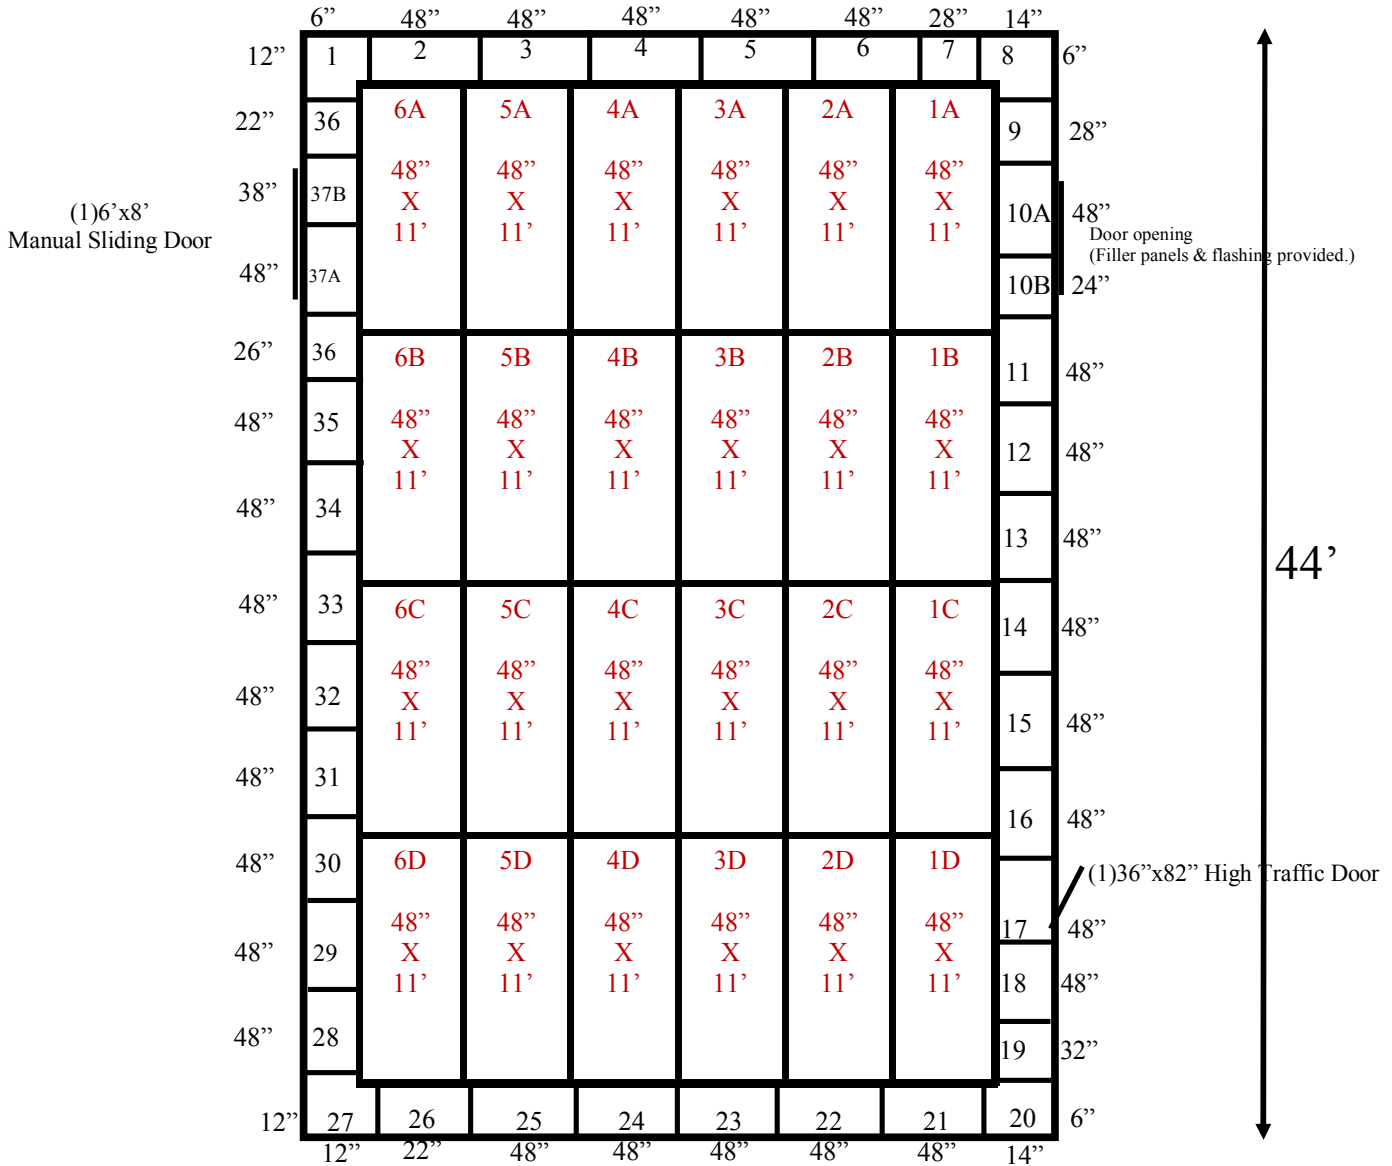 6” 48” 48” 48” 48” 48” 28” 14”
12” 1 2 3 4 5 6 7 8 6”
6A 5A 4A 3A 2A 1A
22” 36 9 28”
48” 48” 48” 48” 48” 48”
38” 37B X X X X X X
(1)6’x8’ 10A 48”
11’ 11’ 11’ 11’ 11’ 11’
Manual Sliding Door Door opening
(Filler panels & flashing provided.)
48” 37A 10B 24”
26” 36 6B 5B 4B 3B 2B 1B
11 48”
48” 35 48” 48” 48” 48” 48” 48”
X X X X X X 12 48”
11’ 11’ 11’ 11’ 11’ 11’
48” 34
13 48”
44’
48” 33 6C 5C 4C 3C 2C 1C
14 48”
48” 48” 48” 48” 48” 48”
48” 32 X X X X X X
11’ 11’ 11’ 11’ 11’ 11’ 15 48”
48” 31
16 48”
48” 30 6D 5D 4D 3D 2D 1D
(1)36”x82” High Traffic Door
48” 48” 48” 48” 48” 48” 17 48”
48” 29 X X X X X X
11’ 11’ 11’ 11’ 11’ 11’ 18 48”
48” 28 19 32”
12” 27 26 25 24 23 22 21 20 6”
12” 22” 48” 48” 48” 48” 48” 14”